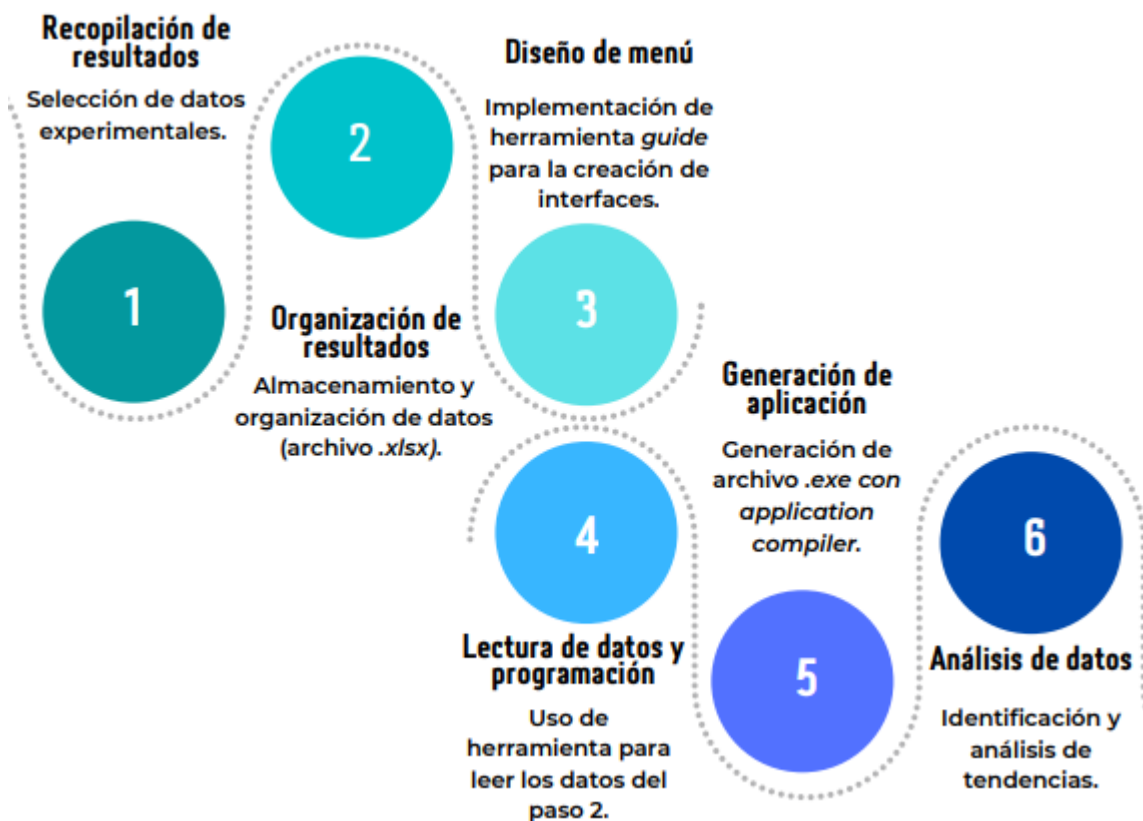 Recopilación de
resultados
Selección de datos
experimentales.
1
2
Organización de
resultados
Almacenamiento y
organización de datos
(archivo .xlsx).
Diseño de menú
Implementación de
herramienta guide
para la creación de
interfaces.
3
4
Lectura de datos y
programación
Uso de
herramienta para
leer los datos del
paso 2.
Generación de
aplicación
Generación de
archivo .exe con
application
compiler.
5
6
Análisis de datos
Identificación y
análisis de
tendencias.